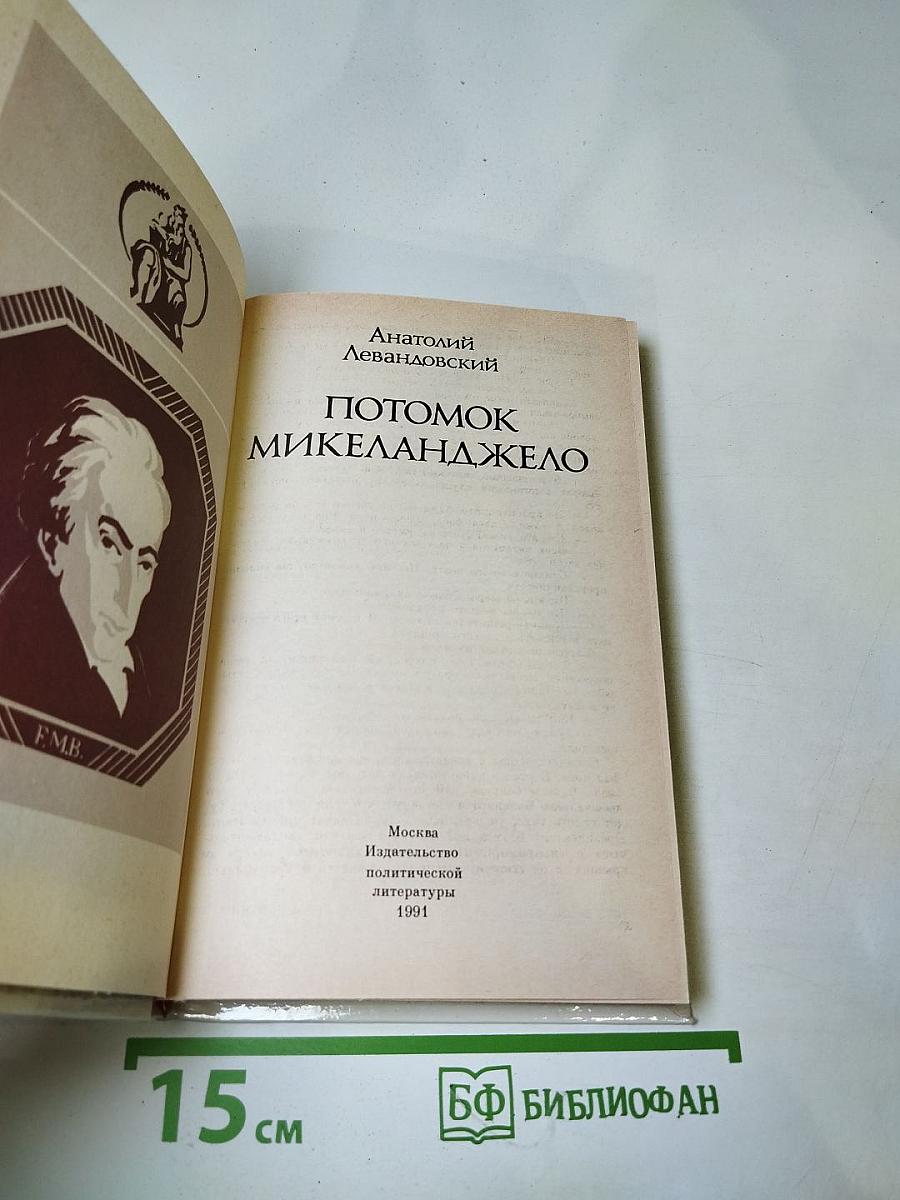 Анатолий
Левандовский
ПОТОМОК
МИКЕЛАНДЖЕЛО
F.M.B.
Москва
Издательство
политической
литературы
1991
15 см
БФ БИБЛИОФАН